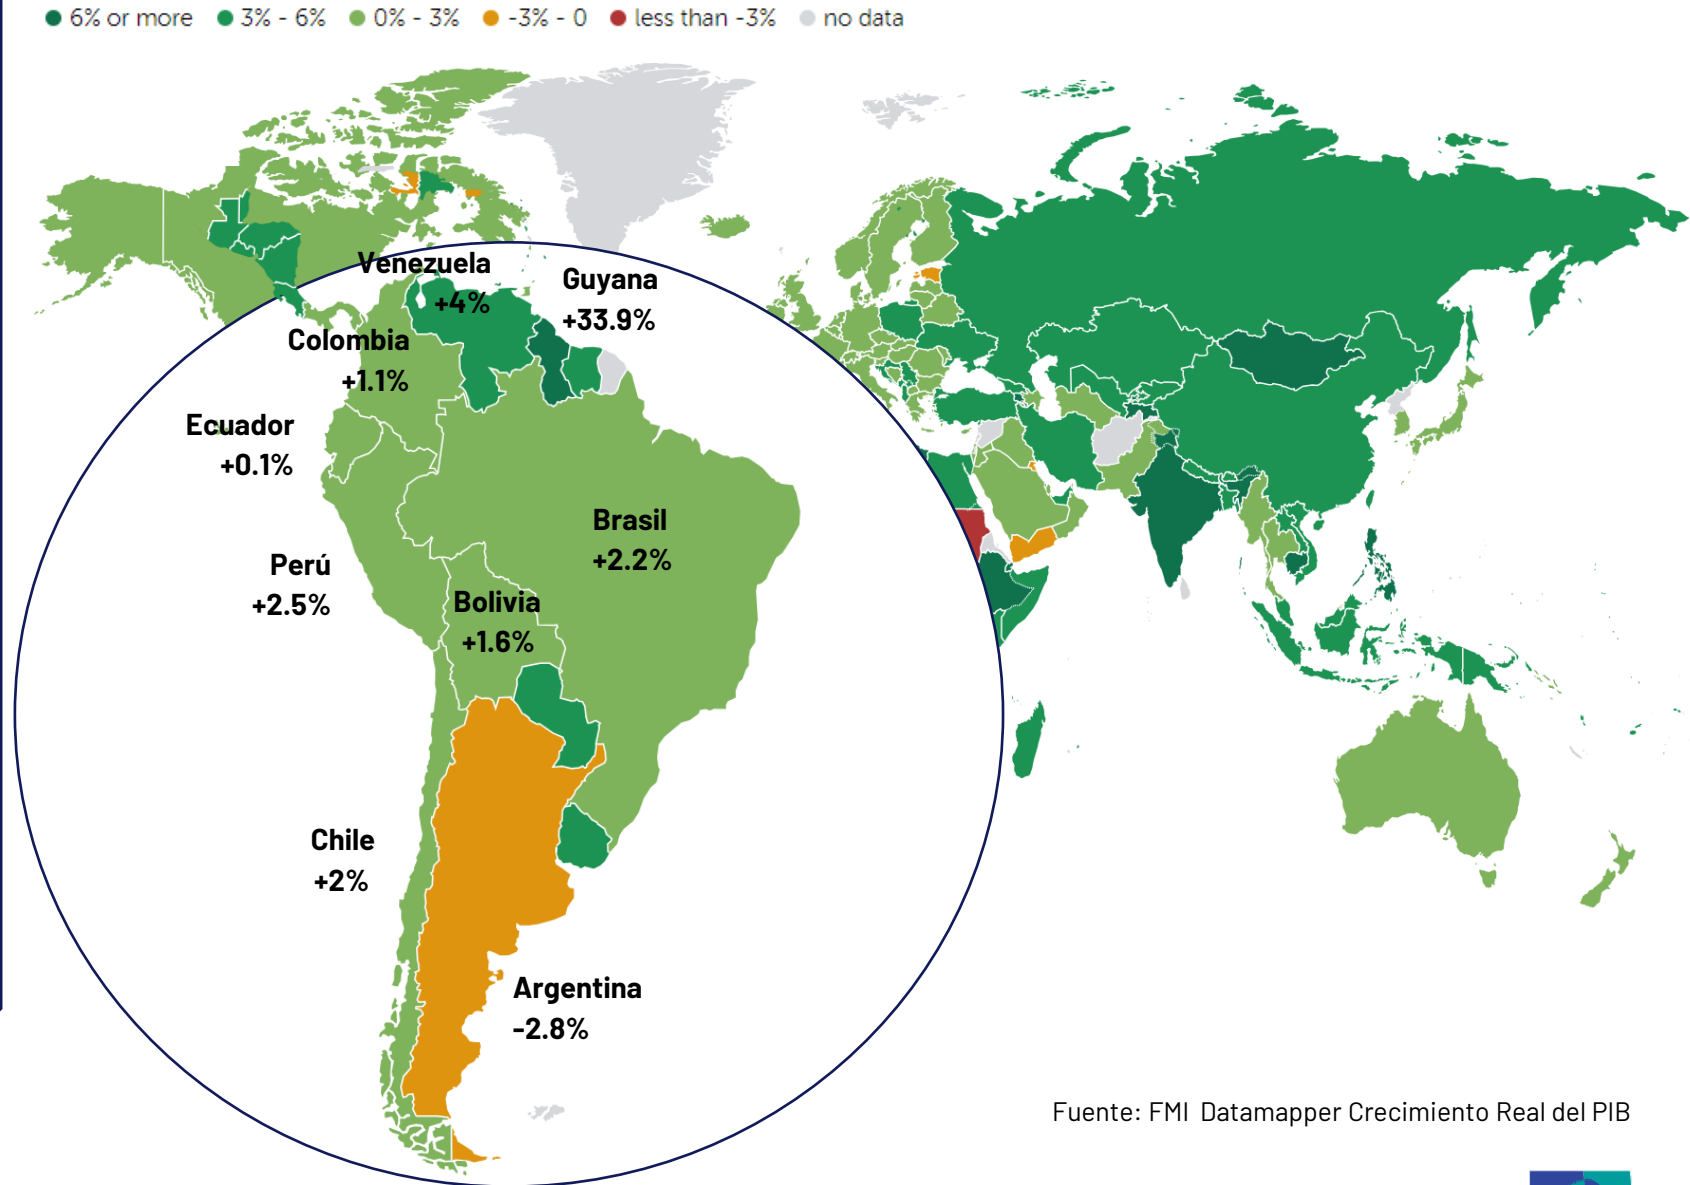 6% or more 3% - 6% 0% - 3% -3% - 0 less than -3% no data
Venezuela
+4%
Guyana
+33.9%
Colombia
+1.1%
Ecuador
+0.1%
Brasil
+2.2%
Perú
+2.5%
Bolivia
+1.6%
Chile
+2%
Argentina
-2.8%
Fuente: FMI Datamapper Crecimiento Real del PIB